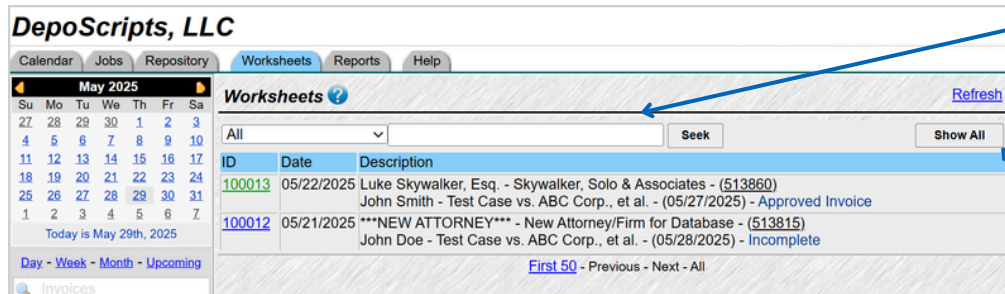 DepoScripts, LLC
Calendar Jobs Repository Worksheets Reports Help
May 2025
Su Mo Tu We Th Fr Sa
27 28 29 30 1 2 3
4 5 6 7 8 9 10
11 12 13 14 15 16 17
18 19 20 21 22 23 24
25 26 27 28 29 30 31
1 2 3 4 5 6 7
Today is May 29th, 2025
Day - Week - Month - Upcoming
Invoices
Worksheets ? Refresh
All Seek Show All
ID Date Description
100013 05/22/2025 Luke Skywalker, Esq. - Skywalker, Solo & Associates - (513860)
John Smith - Test Case vs. ABC Corp., et al. - (05/27/2025) - Approved Invoice
100012 05/21/2025 ***NEW ATTORNEY*** - New Attorney/Firm for Database - (513815)
John Doe - Test Case vs. ABC Corp., et al. - (05/28/2025) - Incomplete
First 50 - Previous - Next - All